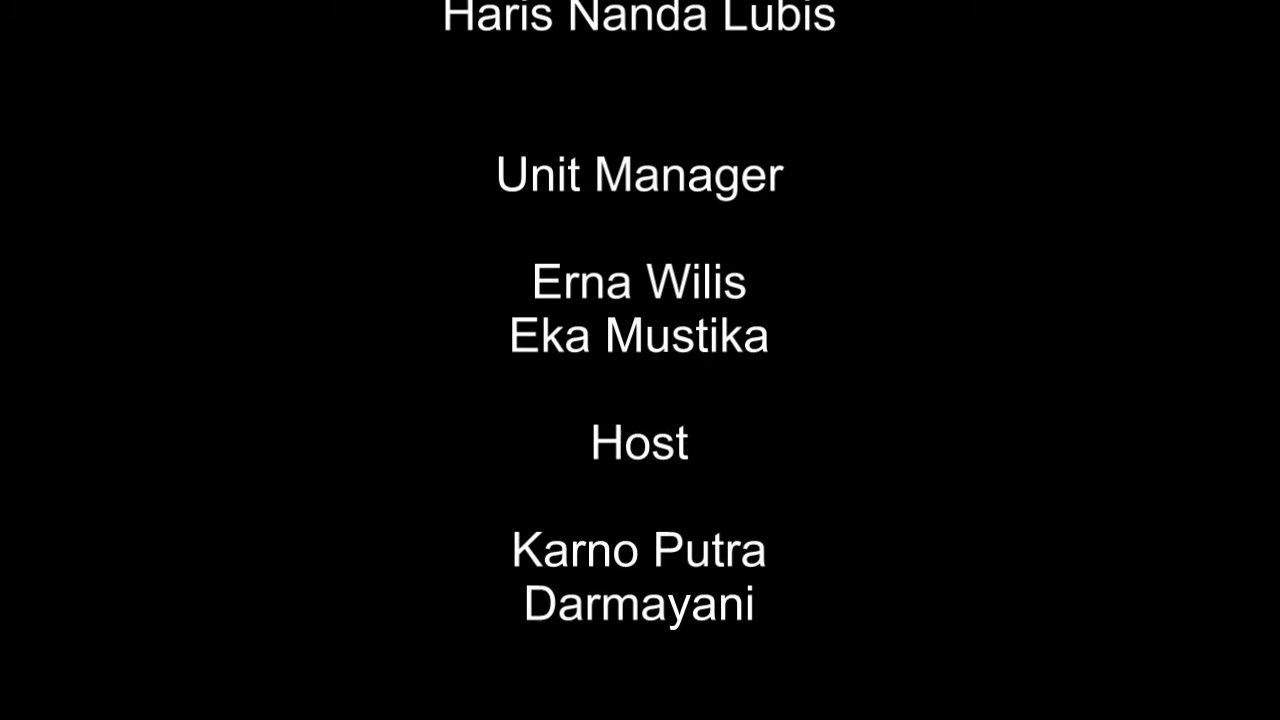 Haris Nanda Lubis
Unit Manager
Erna Wilis
Eka Mustika
Host
Karno Putra
Darmayani